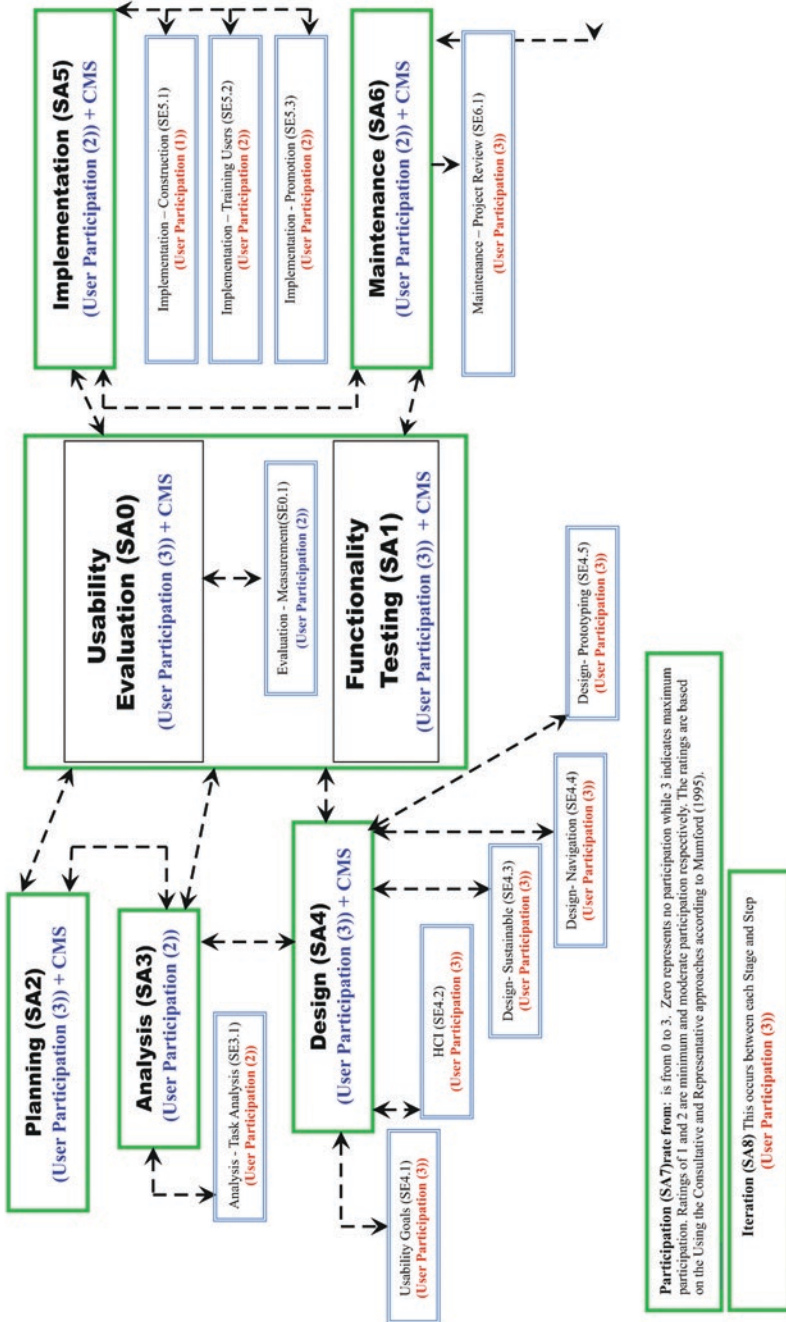 Planning (SA2)
(User Participation (3)) + CMS
Analysis (SA3)
(User Participation (2))
Analysis - Task Analysis (SE3.1)
(User Participation (2))
Design (SA4)
(User Participation (3)) + CMS
Usability Goals (SE4.1)
(User Participation (3))
HCI (SE4.2)
(User Participation (3))
Design- Sustainable (SE4.3)
(User Participation (3))
Design- Navigation (SE4.4)
(User Participation (3))
Design- Prototyping (SE4.5)
(User Participation (3))
Usability
Evaluation (SA0)
(User Participation (3)) + CMS
Evaluation - Measurement(SE0.1)
(User Participation (2))
Functionality
Testing (SA1)
(User Participation (3)) + CMS
Implementation (SA5)
(User Participation (2)) + CMS
Implementation – Construction (SE5.1)
(User Participation (1))
Implementation – Training Users (SE5.2)
(User Participation (2))
Implementation - Promotion (SE5.3)
(User Participation (2))
Maintenance (SA6)
(User Participation (2)) + CMS
Maintenance – Project Review (SE6.1)
(User Participation (3))
Participation (SA7)rate from: is from 0 to 3. Zero represents no participation while 3 indicates maximum
participation. Ratings of 1 and 2 are minimum and moderate participation respectively. The ratings are based
on the Using the Consultative and Representative approaches according to Mumford (1995).
Iteration (SA8) This occurs between each Stage and Step
(User Participation (3))